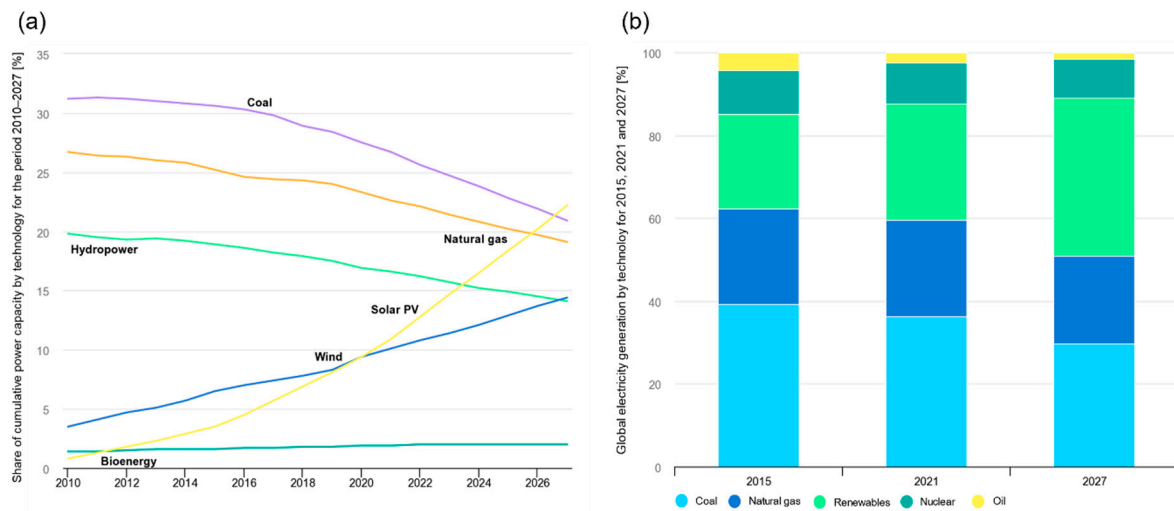 (a)
Share of cumulative power capacity by technology for the period 2010–2027 [%]
35
30
25
20
15
10
5
0
Coal
Natural gas
Hydropower
Solar PV
Wind
Bioenergy
2010 2012 2014 2016 2018 2020 2022 2024 2026
(b)
Global electricity generation by technoloy for 2015, 2021 and 2027 [%]
100
80
60
40
20
0
2015 2021 2027
Coal Natural gas Renewables Nuclear Oil